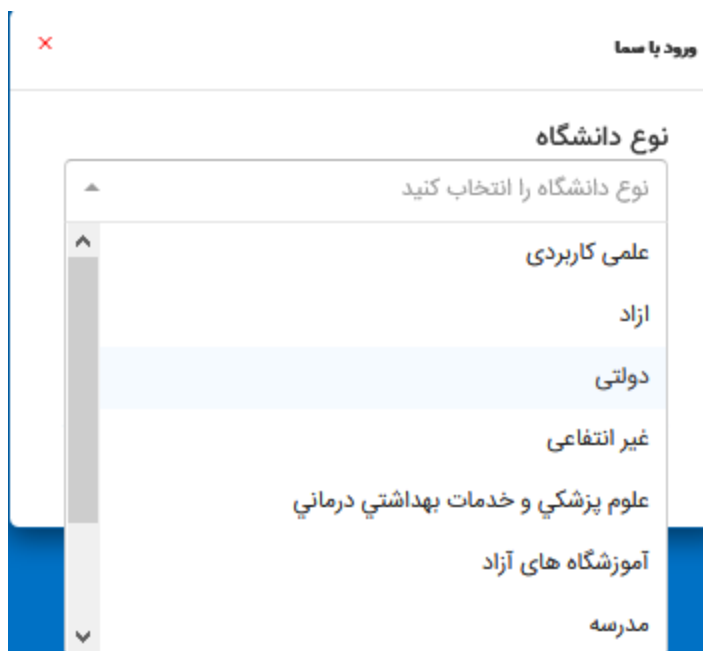 ورود با سما
نوع دانشگاه
نوع دانشگاه را انتخاب کنید
علمی کاربردی
ازاد
دولتی
غیر انتفاعی
علوم پزشكي و خدمات بهداشتي درماني
آموزشگاه های آزاد
مدرسه